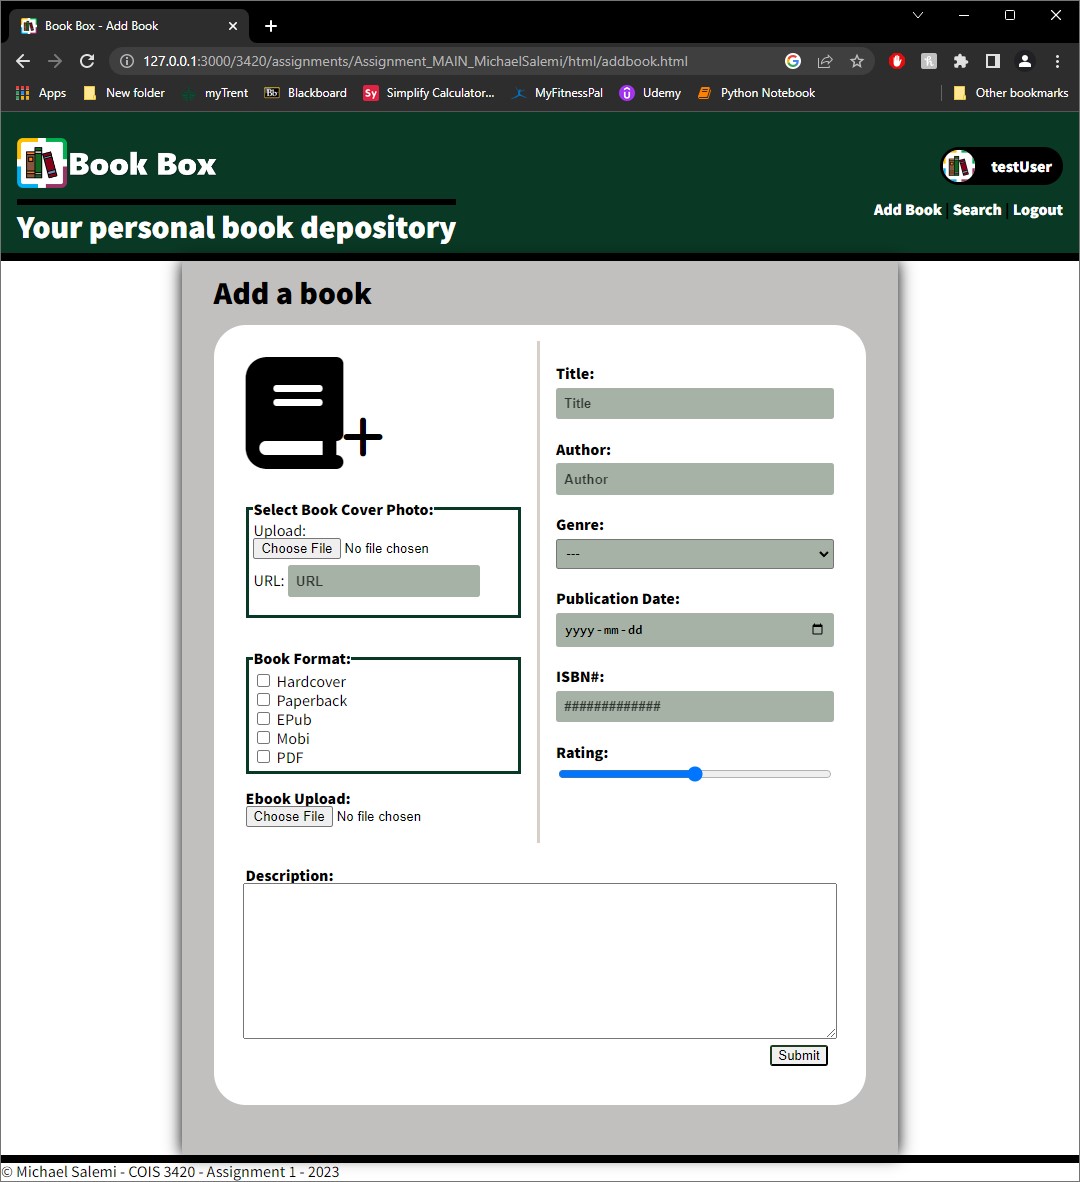 Book Box - Add Book
127.0.0.1:3000/3420/assignments/Assignment_MAIN_MichaelSalemi/html/addbook.html
Apps New folder myTrent Bb Blackboard Sy Simplify Calculator... MyFitnessPal Udemy Python Notebook Other bookmarks
Book Box
testUser
Your personal book depository
Add Book | Search | Logout
Add a book
Select Book Cover Photo:
Upload:
Choose File No file chosen
URL: URL
Book Format:
Hardcover
Paperback
EPub
Mobi
PDF
Ebook Upload:
Choose File No file chosen
Title:
Title
Author:
Author
Genre:
---
Publication Date:
yyyy-mm-dd
ISBN#:
#############
Rating:
Description:
Submit
© Michael Salemi - COIS 3420 - Assignment 1 - 2023